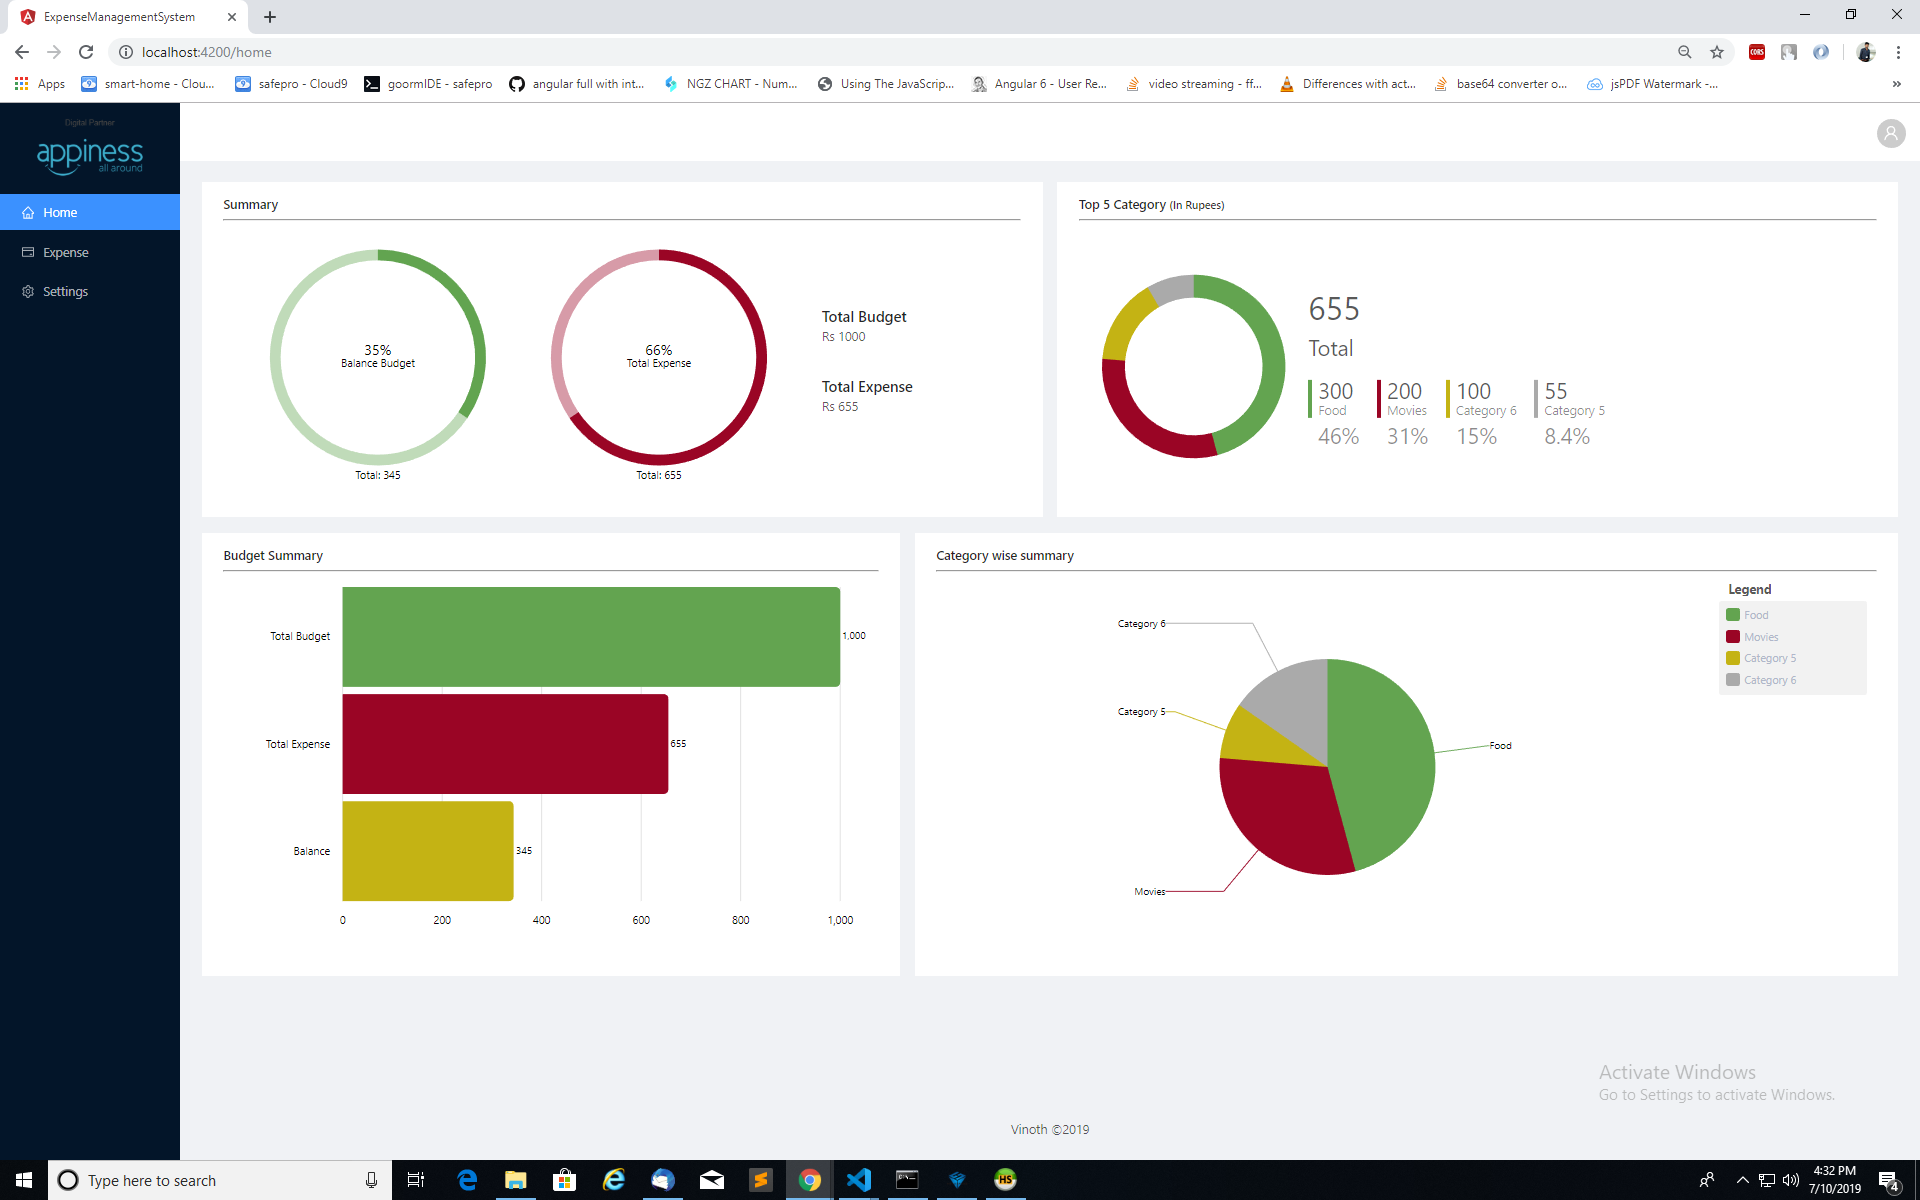 ExpenseManagementSystem
localhost:4200/home
CORS
Apps
smart-home - Clou...
safepro - Cloud9
goormIDE - safepro
angular full with int...
NGZ CHART - Num...
Using The JavaScrip...
Angular 6 - User Re...
video streaming - ff...
Differences with act...
base64 converter o...
jsPDF Watermark -...
Digital Partner
appiness
all around
Home
Expense
Settings
Summary
35%
Balance Budget
Total: 345
66%
Total Expense
Total: 655
Total Budget
Rs 1000
Total Expense
Rs 655
Top 5 Category (In Rupees)
655
Total
300 200 100 55
Food Movies Category 6 Category 5
46% 31% 15% 8.4%
Budget Summary
Total Budget
1,000
Total Expense
655
Balance
345
0 200 400 600 800 1,000
Category wise summary
Category 6
Category 5
Food
Movies
Legend
Food
Movies
Category 5
Category 6
Activate Windows
Go to Settings to activate Windows.
Vinoth ©2019
Type here to search
HS
4:32 PM
7/10/2019
4